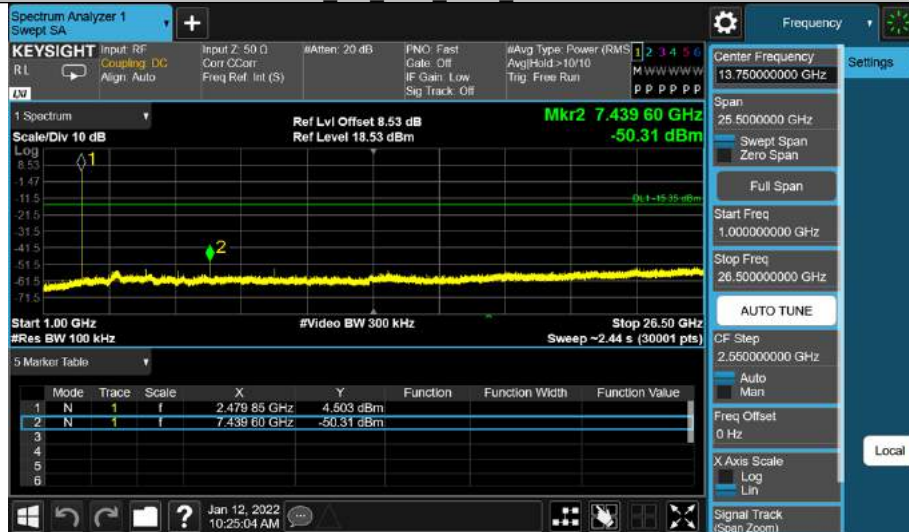 Spectrum Analyzer 1
Swept SA
+
Frequency
KEYSIGHT
RL
LXI
Input: RF
Coupling: DC
Align: Auto
Input Z: 50 Ω
Corr CCorr
Freq Ref: Int (S)
#Atten: 20 dB
PNO: Fast
Gate: Off
IF Gain: Low
Sig Track: Off
#Avg Type: Power (RMS
Avg|Hold:>10/10
Trig: Free Run
1 2 3 4 5 6
M W W W W W
P P P P P P
Center Frequency
13.750000000 GHz
Settings
Span
25.5000000 GHz
Swept Span
Zero Span
Full Span
Start Freq
1.000000000 GHz
Stop Freq
26.500000000 GHz
AUTO TUNE
CF Step
2.550000000 GHz
Auto
Man
Freq Offset
0 Hz
X Axis Scale
Log
Lin
Signal Track
(Span Zoom)
Local
1 Spectrum
Scale/Div 10 dB
Log
Ref Lvl Offset 8.53 dB
Ref Level 18.53 dBm
Mkr2 7.439 60 GHz
-50.31 dBm
8.53
-1.47
-11.5
-21.5
-31.5
-41.5
-51.5
-61.5
-71.5
1
2
DL1 -15.35 dBm
Start 1.00 GHz
#Res BW 100 kHz
#Video BW 300 kHz
Stop 26.50 GHz
Sweep ~2.44 s (30001 pts)
5 Marker Table
Mode Trace Scale X Y Function Function Width Function Value
1 N 1 f 2.479 85 GHz 4.503 dBm
2 N 1 f 7.439 60 GHz -50.31 dBm
3
4
5
6
?
Jan 12, 2022
10:25:04 AM